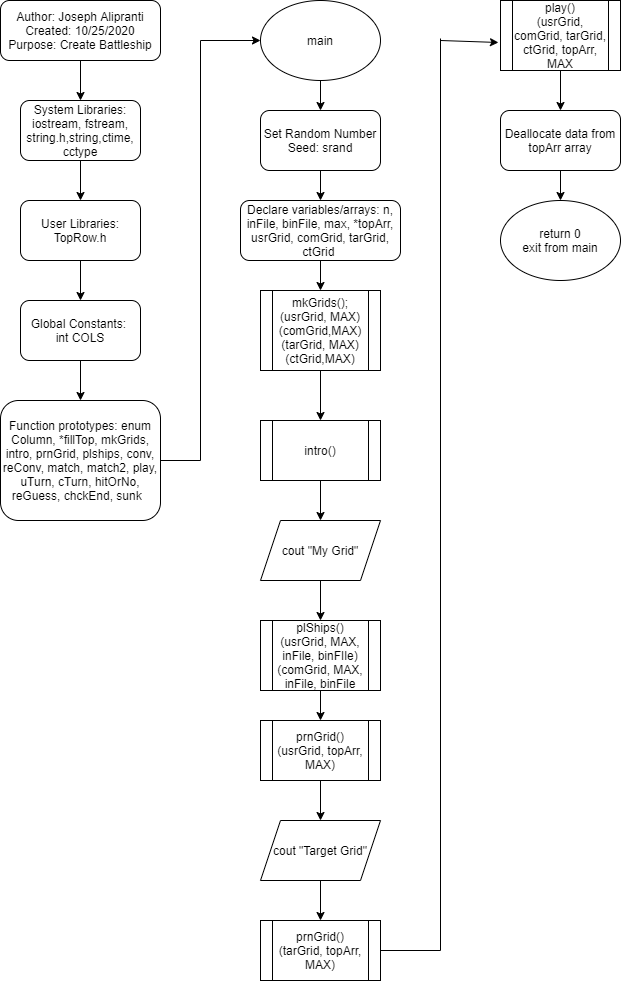 Author: Joseph Alipranti
Created: 10/25/2020
Purpose: Create Battleship
System Libraries:
iostream, fstream,
string.h,string,ctime,
cctype
User Libraries:
TopRow.h
Global Constants:
int COLS
Function prototypes: enum
Column, *fillTop, mkGrids,
intro, prnGrid, plships, conv,
reConv, match, match2, play,
uTurn, cTurn, hitOrNo,
reGuess, chckEnd, sunk
main
Set Random Number
Seed: srand
Declare variables/arrays: n,
inFile, binFile, max, *topArr,
usrGrid, comGrid, tarGrid,
ctGrid
mkGrids();
(usrGrid, MAX)
(comGrid,MAX)
(tarGrid, MAX)
(ctGrid,MAX)
intro()
cout "My Grid"
plShips()
(usrGrid, MAX,
inFile, binFIle)
(comGrid, MAX,
inFile, binFile
prnGrid()
(usrGrid, topArr,
MAX)
cout "Target Grid"
prnGrid()
(tarGrid, topArr,
MAX)
play()
(usrGrid,
comGrid, tarGrid,
ctGrid, topArr,
MAX
Deallocate data from
topArr array
return 0
exit from main